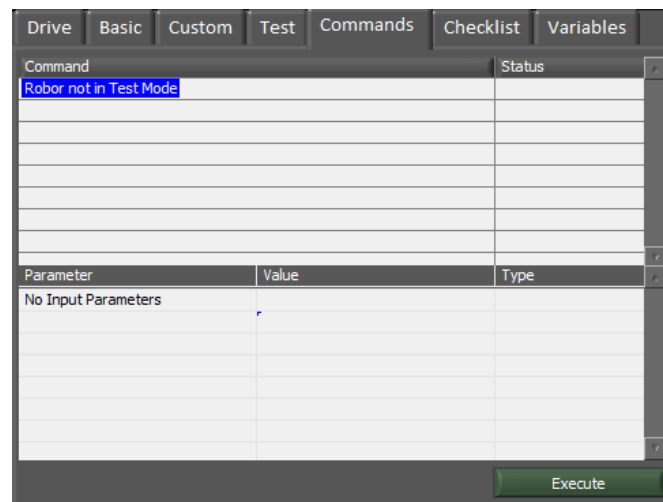 Drive Basic Custom Test Commands Checklist Variables
Command Status
Robor not in Test Mode
Parameter Value Type
No Input Parameters
Execute